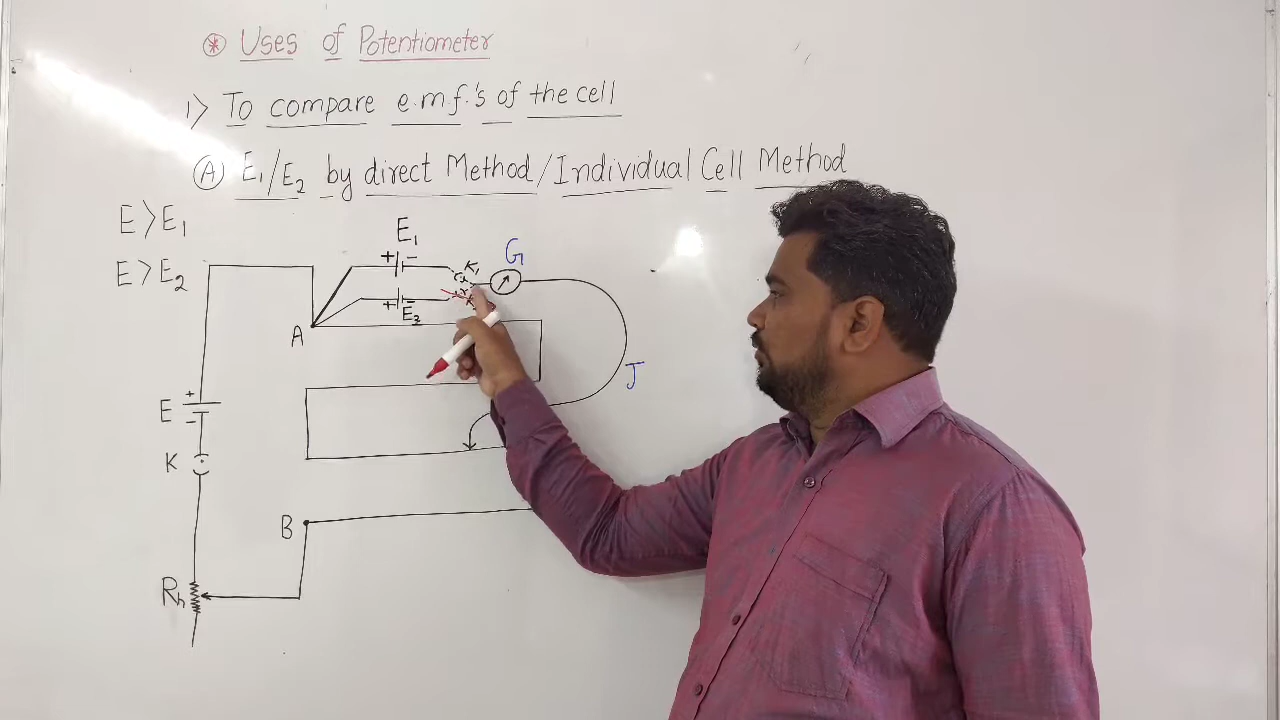 * Uses of Potentiometer
1> To compare e.m.f.'s of the cell
A E1/E2 by direct Method/Individual Cell Method
E>E1
E>E2
E1
+ -
K1
G
+ -
E2
A
J
+
E
-
K
B
Rh